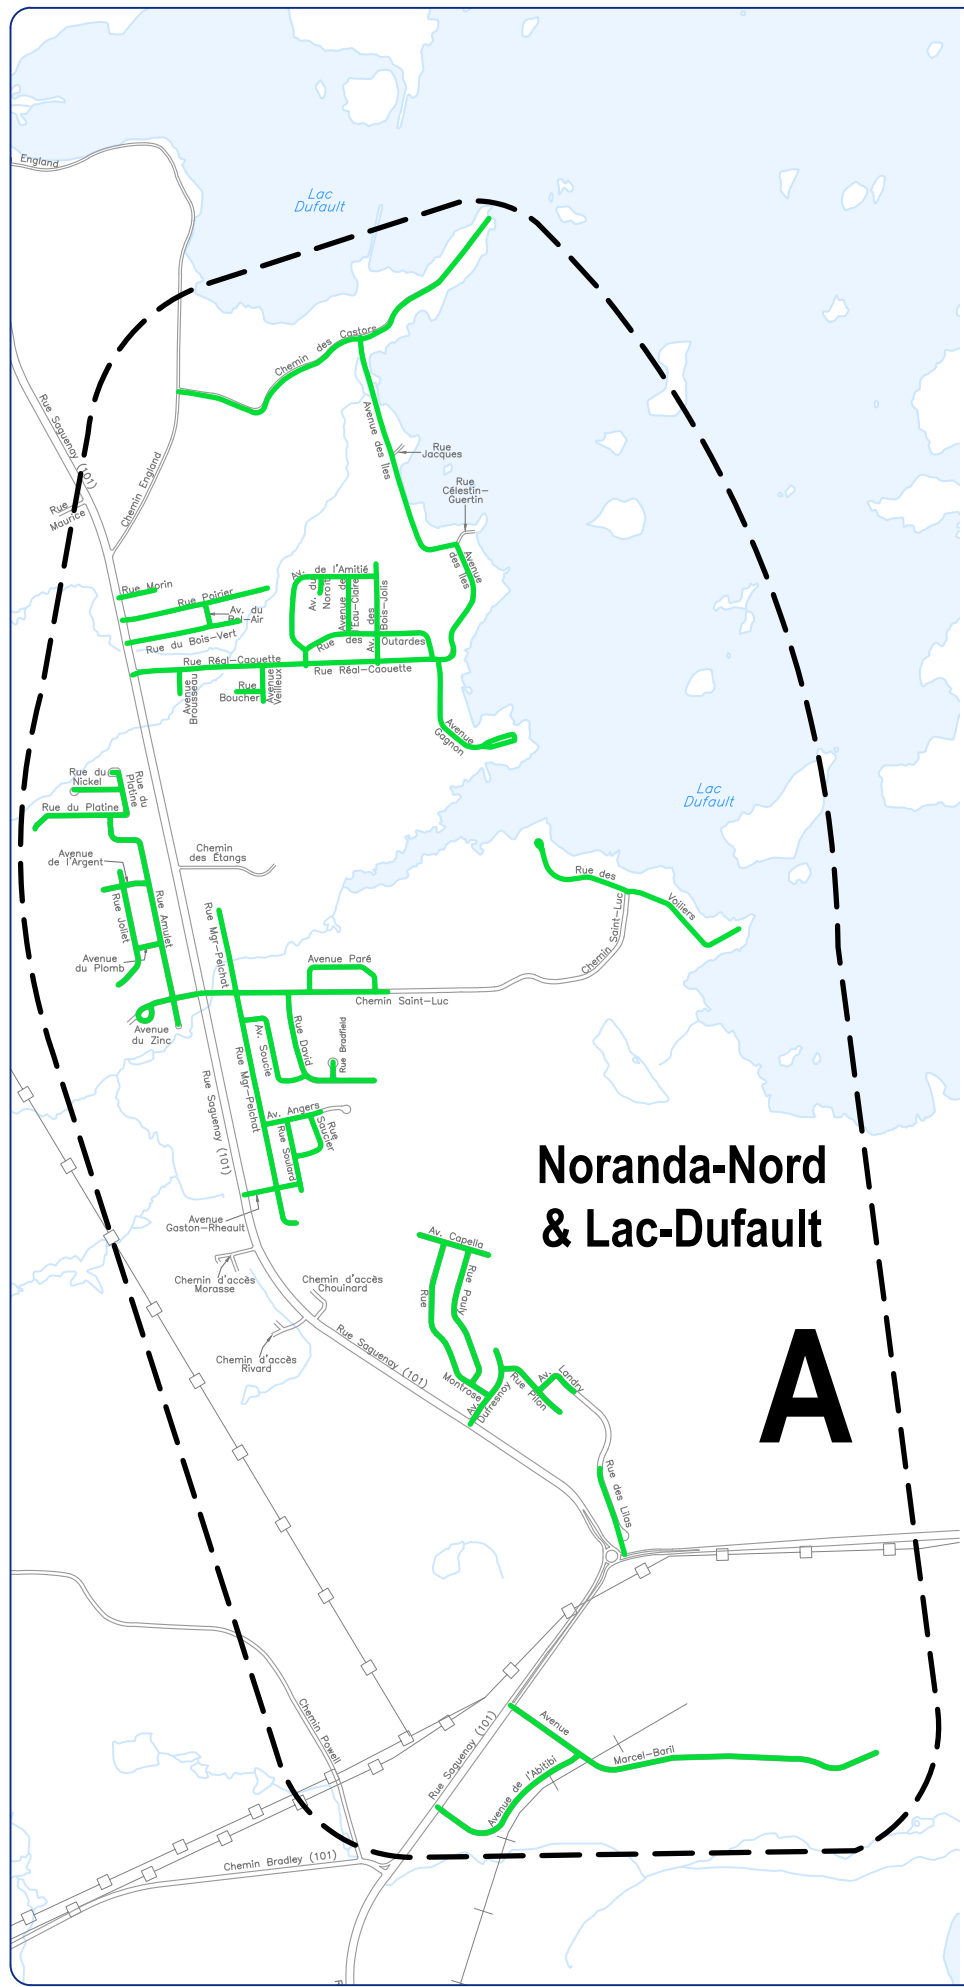 England
Lac
Dufault
Chemin des Castors
Rue Saguenay (101)
Avenue des Îles
Rue
Jacques
Chemin England
Rue
Célestin-
Guertin
Rue
Maurice
Avenue
des Îles
Av. de l'Amitié
Rue Morin
Rue Poirier
Av. du
Noroît
Avenue de
l'Eau-Claire
Av. des
Bois-Jolis
Av. du
Bel-Air
Rue du Bois-Vert
Rue des Outardes
Rue Réal-Caouette
Rue Réal-Caouette
Avenue
Brousseau
Rue
Boucher
Avenue
Veilleux
Avenue
Gagnon
Rue du
Nickel
Rue du
Platine
Rue du Platine
Lac
Dufault
Chemin
des Étangs
Avenue
de l'Argent
Rue des
Voiliers
Rue Joliet
Rue Amulet
Rue Mgr-Pelchat
Chemin Saint-Luc
Avenue
du Plomb
Avenue Paré
Chemin Saint-Luc
Avenue
du Zinc
Av. Soucie
Rue David
Rue Bradfield
Rue Mgr-Pelchat
Rue Saguenay (101)
Av. Angers
Rue
Saucier
Rue Soulard
Noranda-Nord
& Lac-Dufault
Avenue
Gaston-Rheault
Av. Capella
Chemin d'accès
Morasse
Chemin d'accès
Chouinard
Rue Pauly
Rue
Montrose
Rue Saguenay (101)
Chemin d'accès
Rivard
Av.
Dufresnoy
Rue Pilon
Av. Landry
A
Rue des Lilas
Chemin Powell
Rue Saguenay (101)
Avenue
Marcel-Baril
Avenue de l'Abitibi
Chemin Bradley (101)